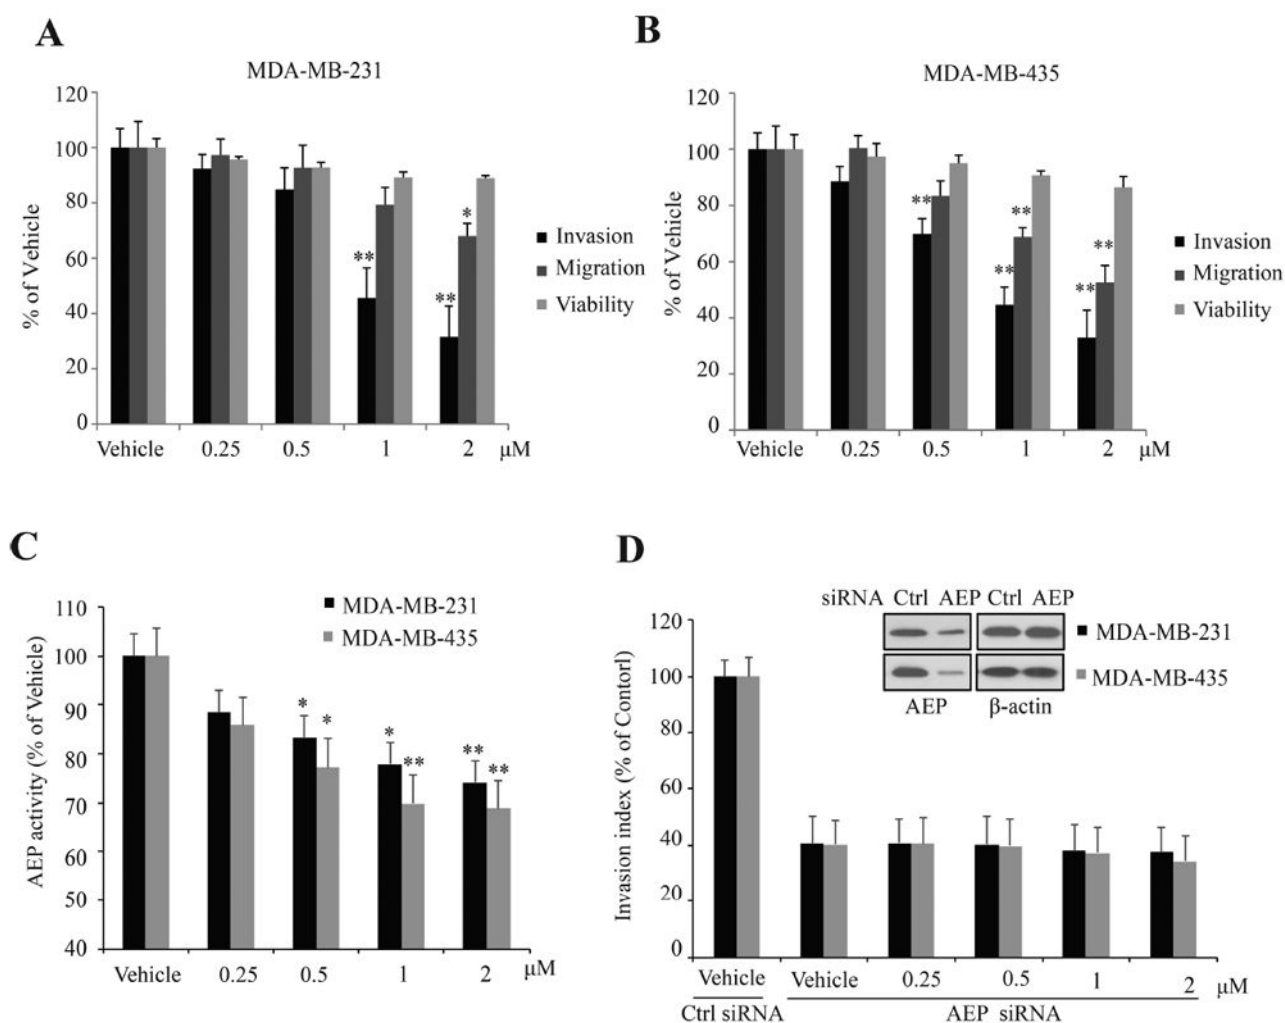 A
MDA-MB-231
120
100
80
60
40
20
0
% of Vehicle
** ** *
Invasion
Migration
Viability
Vehicle 0.25 0.5 1 2 µM
B
MDA-MB-435
120
100
80
60
40
20
0
% of Vehicle
** ** ** ** **
Invasion
Migration
Viability
Vehicle 0.25 0.5 1 2 µM
C
110
100
90
80
70
60
50
40
AEP activity (% of Vehicle)
MDA-MB-231
MDA-MB-435
* * * ** ** **
Vehicle 0.25 0.5 1 2 µM
D
siRNA Ctrl AEP Ctrl AEP
MDA-MB-231
MDA-MB-435
AEP β-actin
120
100
80
60
40
20
0
Invasion index (% of Contorl)
Vehicle Vehicle 0.25 0.5 1 2 µM
Ctrl siRNA AEP siRNA